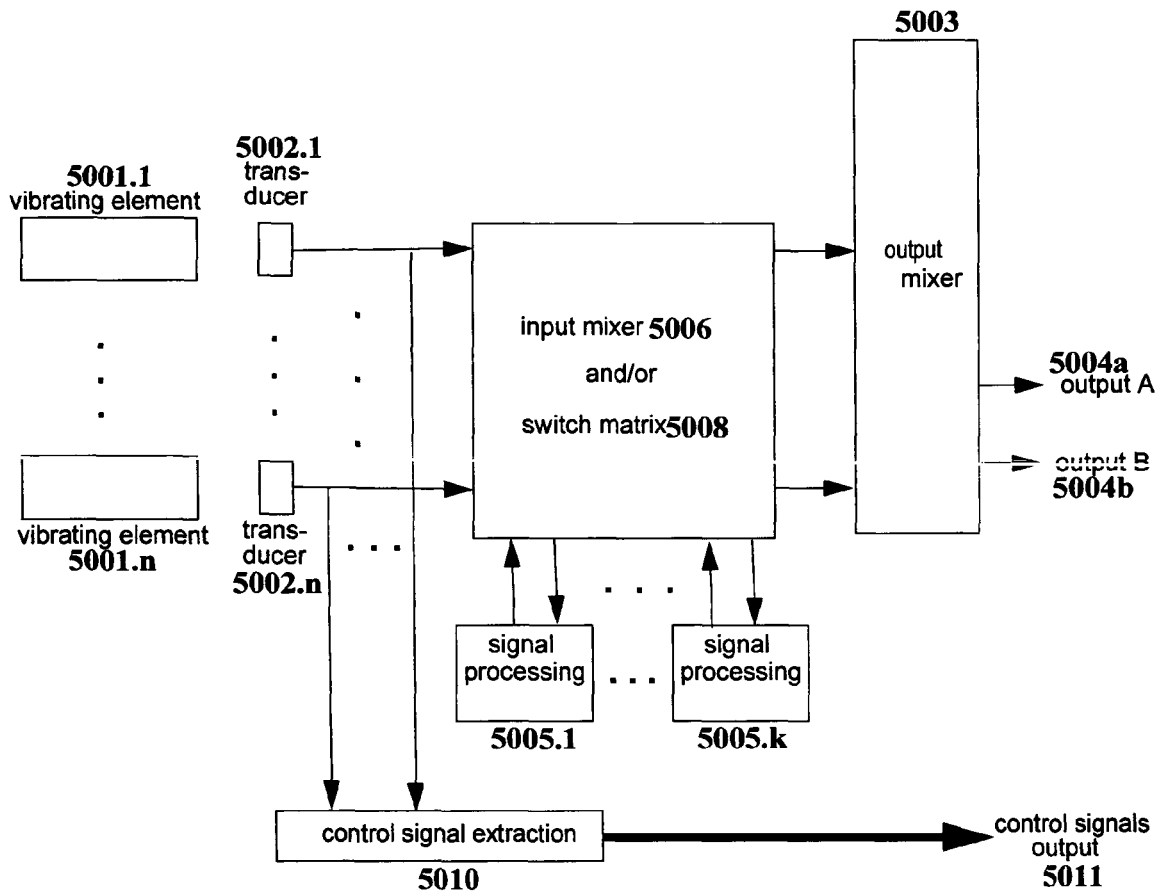 5003
5002.1
trans-
ducer
5001.1
vibrating element
output
mixer
input mixer 5006
and/or
switch matrix 5008
5004a
output A
output B
5004b
vibrating element
5001.n
trans-
ducer
5002.n
signal
processing
signal
processing
5005.1
5005.k
control signal extraction
5010
control signals
output
5011